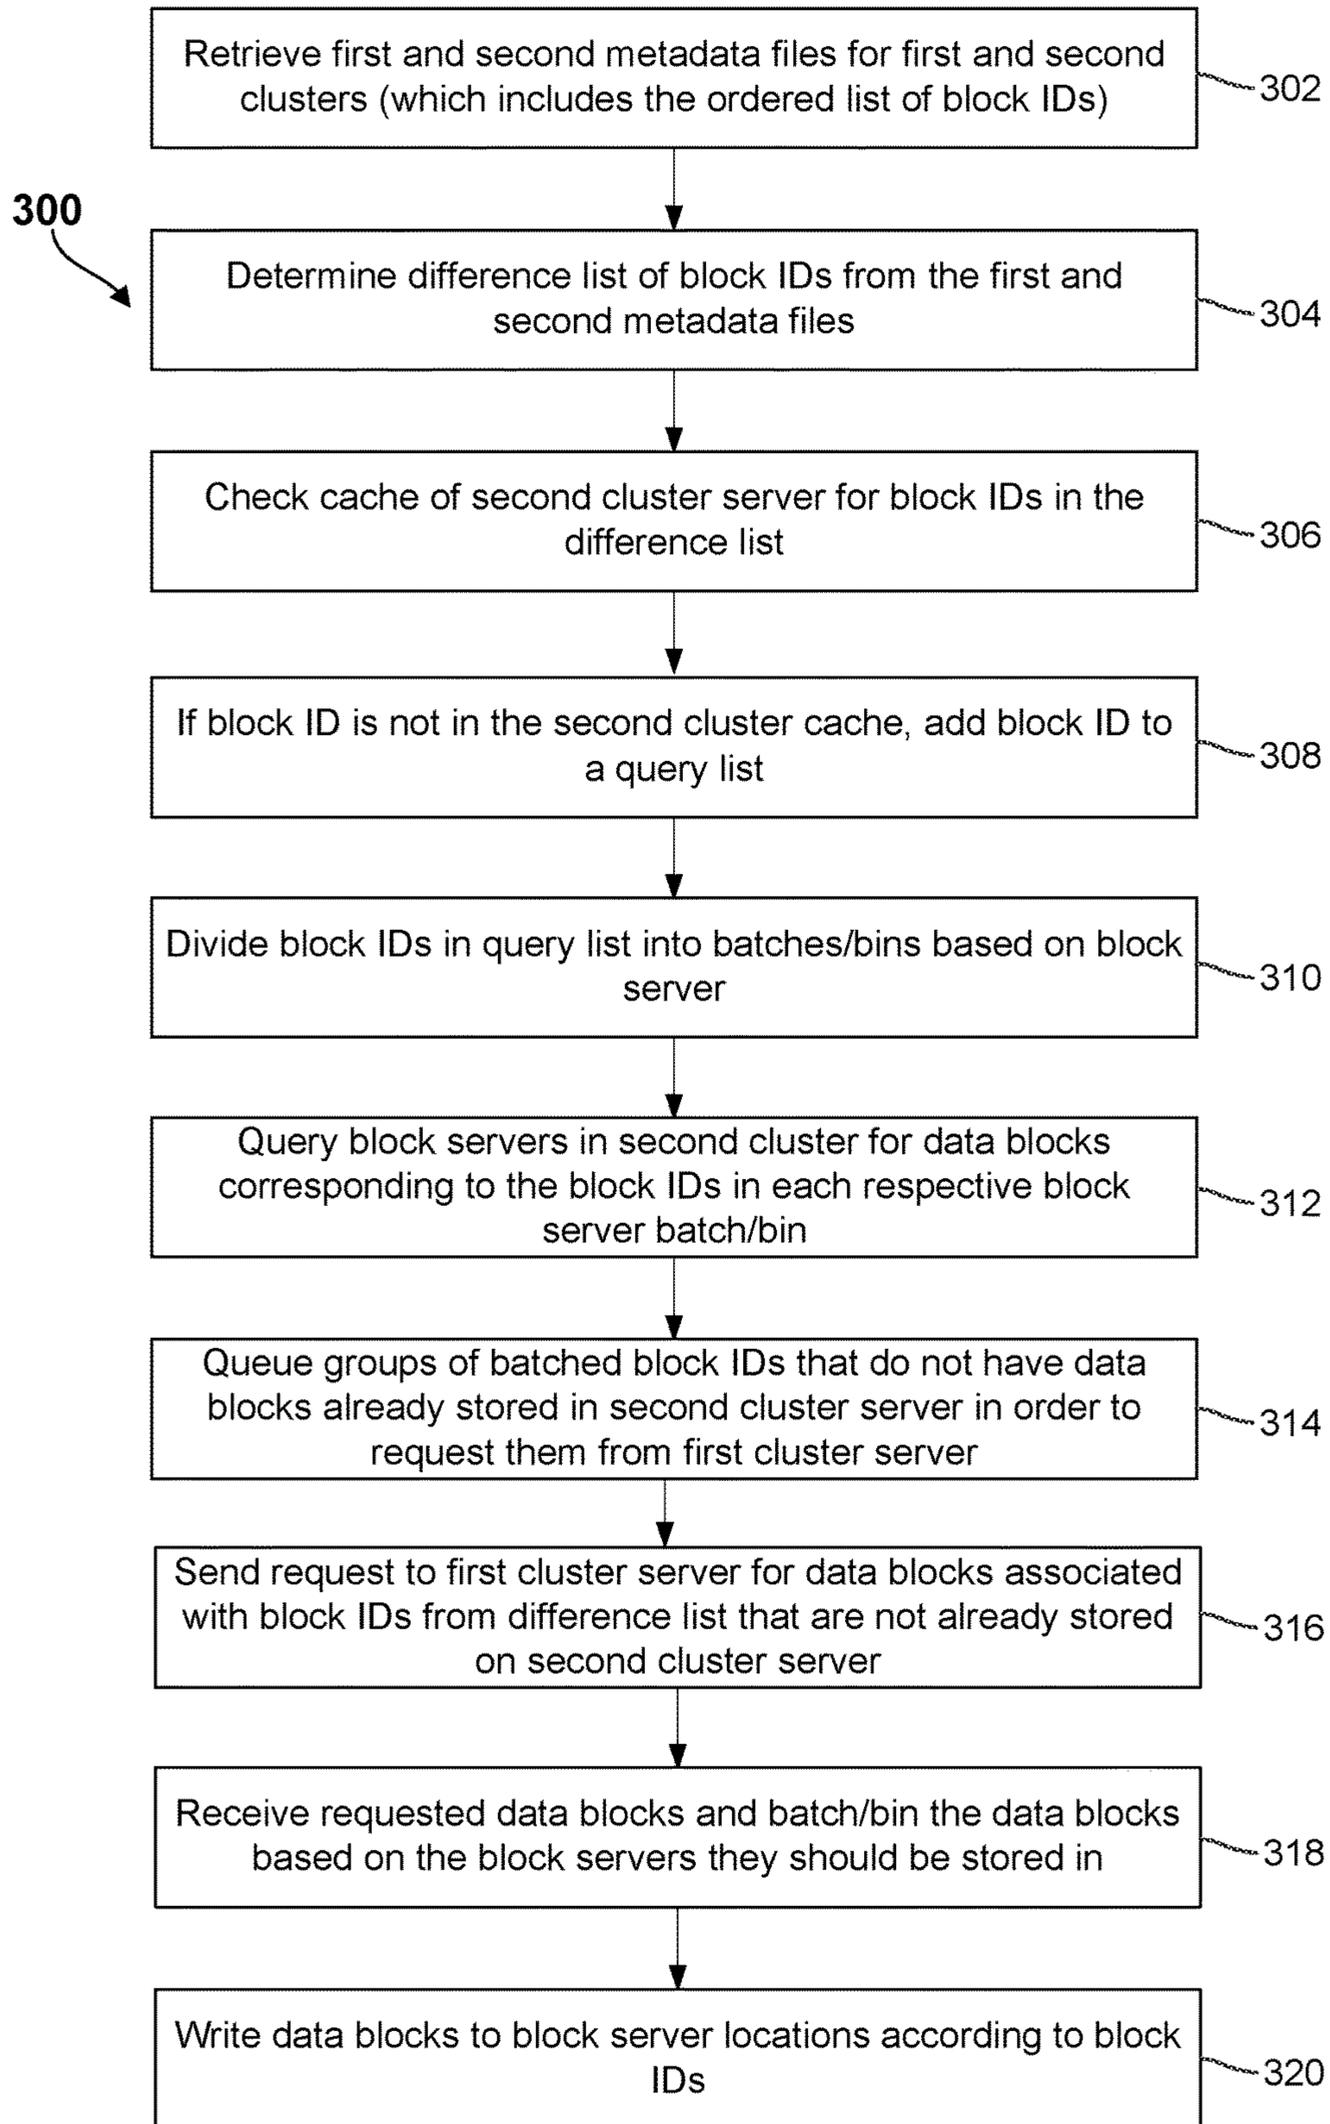 Retrieve first and second metadata files for first and second
clusters (which includes the ordered list of block IDs)
302
300
Determine difference list of block IDs from the first and
second metadata files
304
Check cache of second cluster server for block IDs in the
difference list
306
If block ID is not in the second cluster cache, add block ID to
a query list
308
Divide block IDs in query list into batches/bins based on block
server
310
Query block servers in second cluster for data blocks
corresponding to the block IDs in each respective block
server batch/bin
312
Queue groups of batched block IDs that do not have data
blocks already stored in second cluster server in order to
request them from first cluster server
314
Send request to first cluster server for data blocks associated
with block IDs from difference list that are not already stored
on second cluster server
316
Receive requested data blocks and batch/bin the data blocks
based on the block servers they should be stored in
318
Write data blocks to block server locations according to block
IDs
320